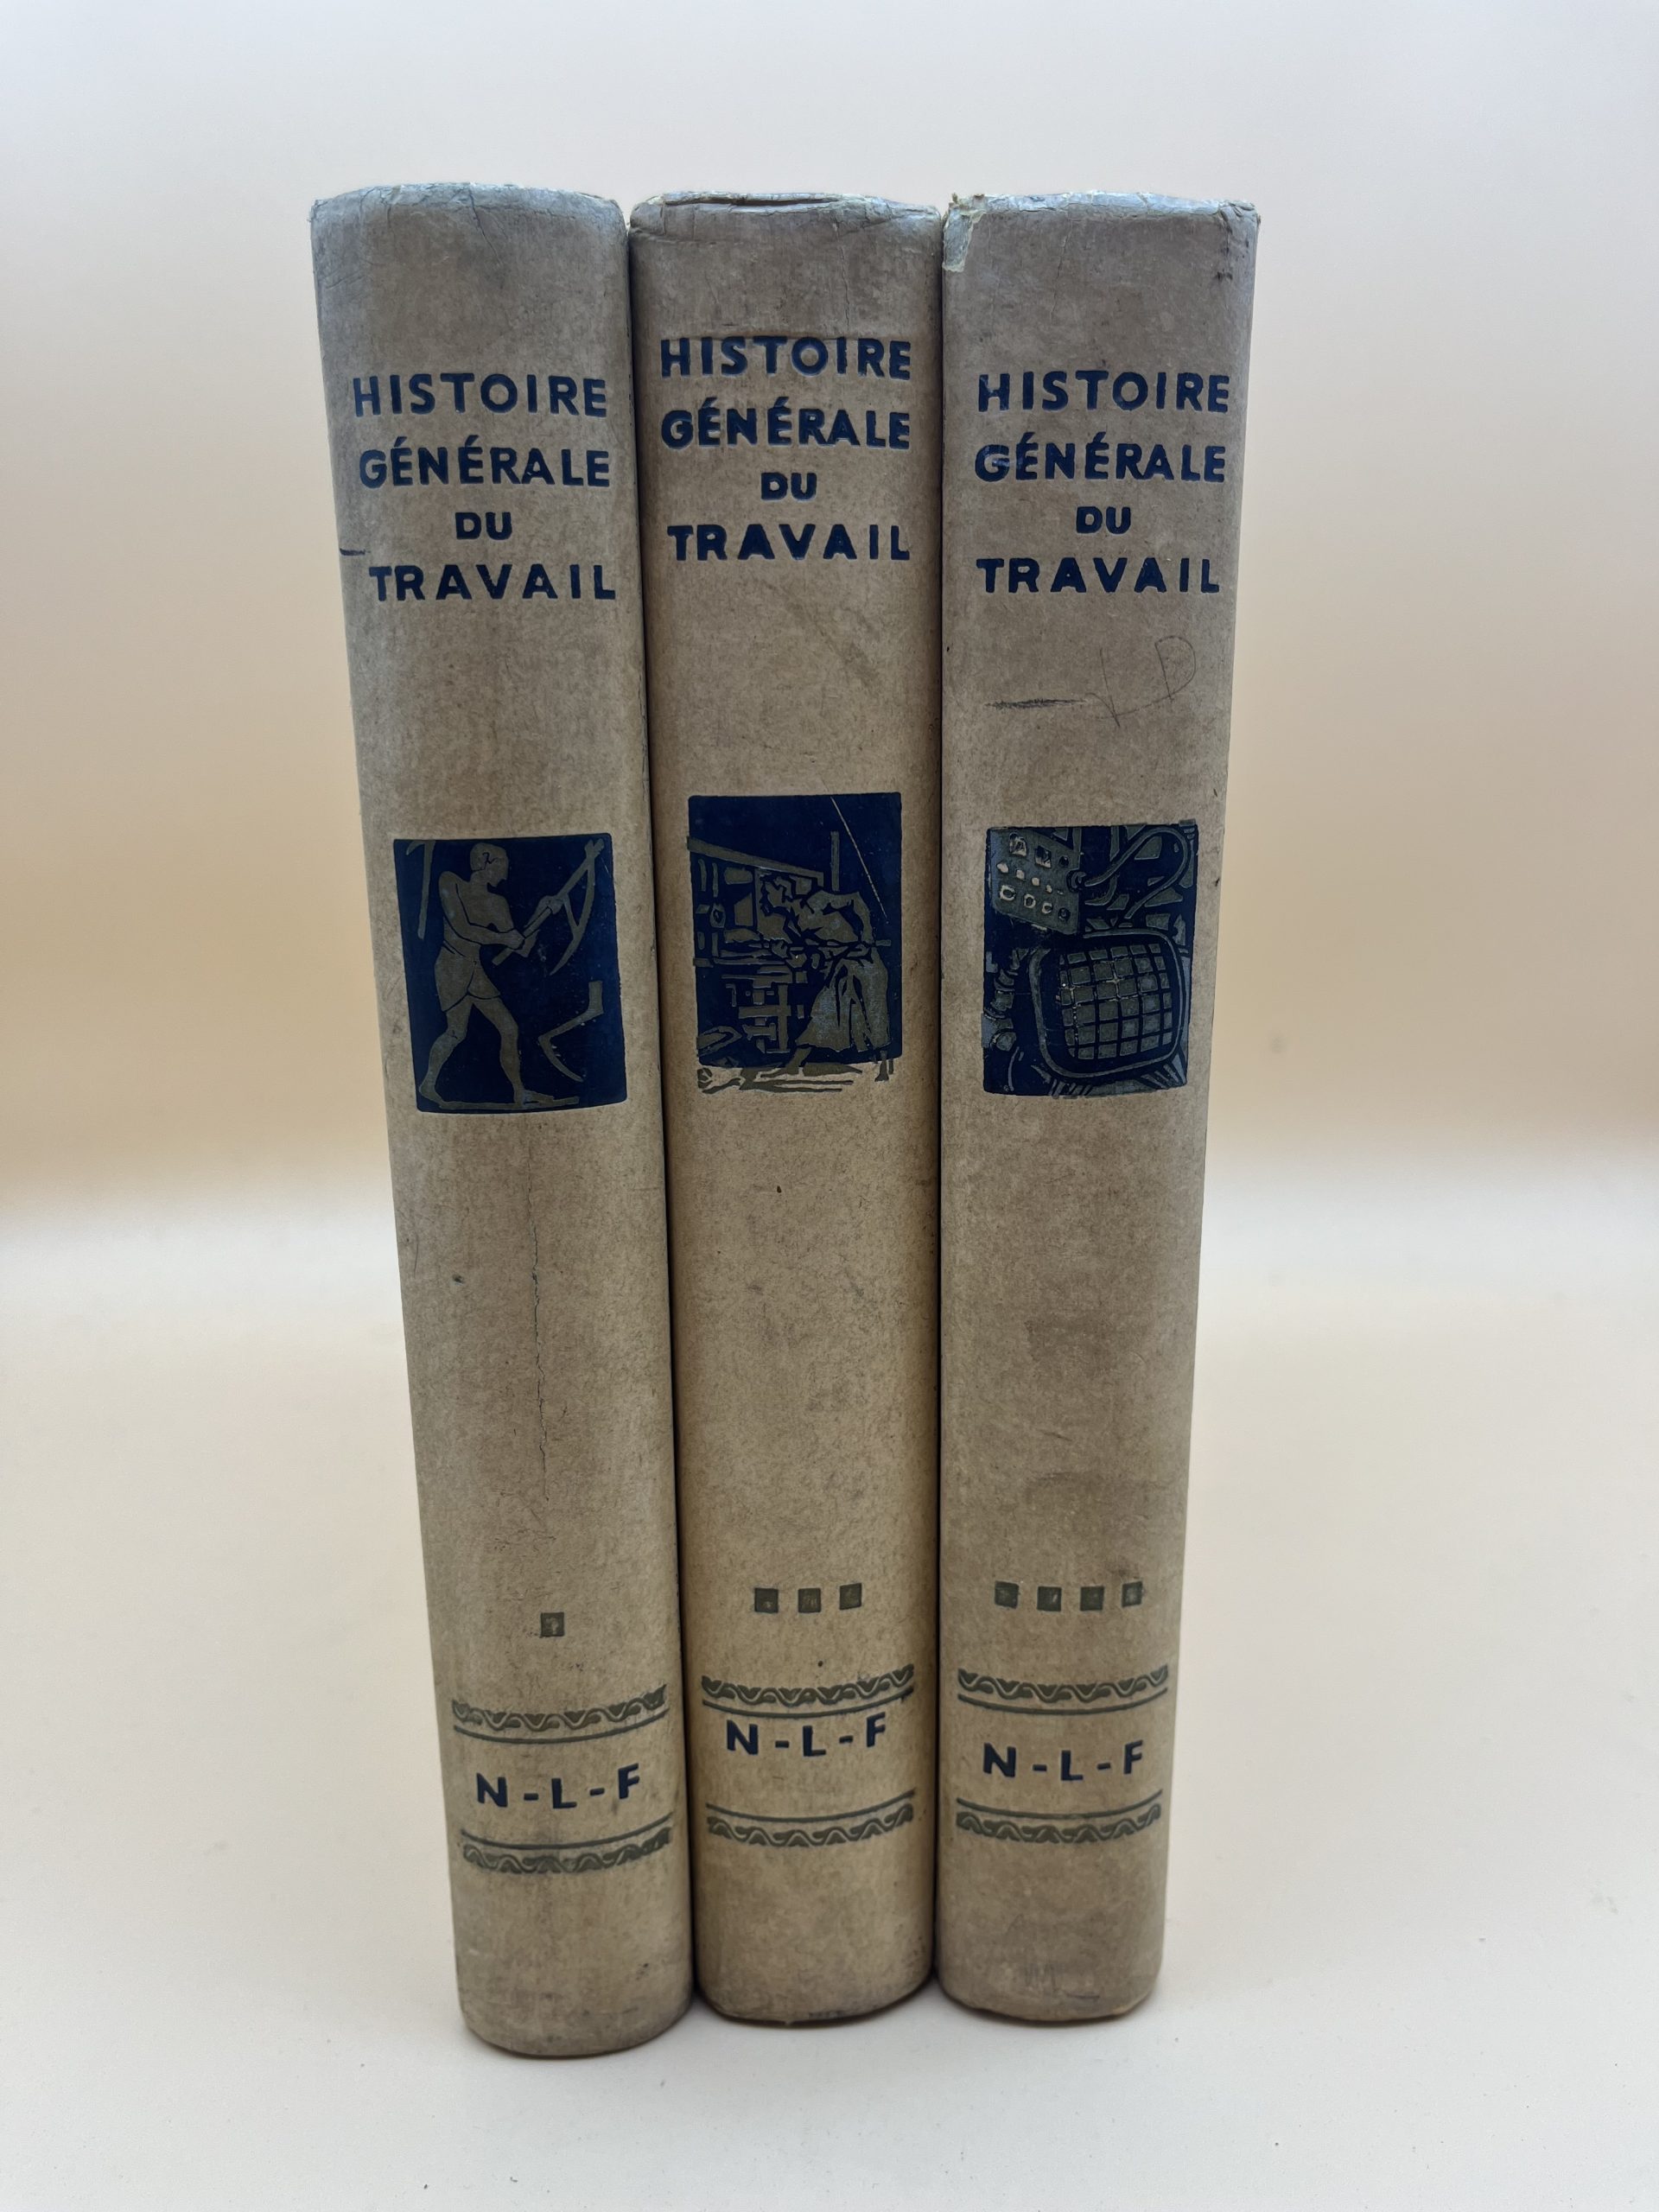 HISTOIRE
GÉNÉRALE
DU
TRAVAIL
N-L-F
HISTOIRE
GÉNÉRALE
DU
TRAVAIL
N-L-F
HISTOIRE
GÉNÉRALE
DU
TRAVAIL
N-L-F